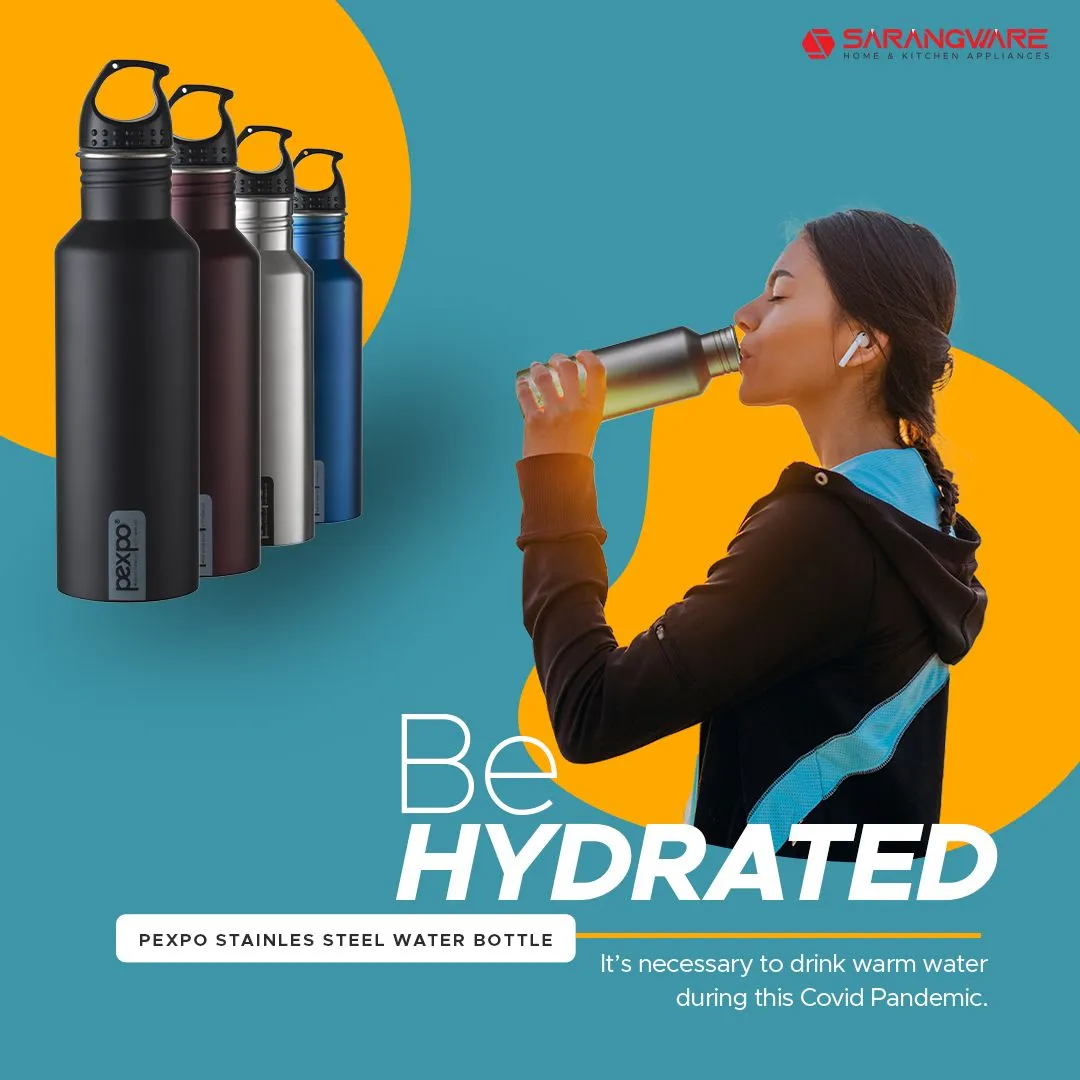 SARANGWARE
HOME & KITCHEN APPLIANCES
pexpo®
Be
HYDRATED
PEXPO STAINLES STEEL WATER BOTTLE
It's necessary to drink warm water
during this Covid Pandemic.